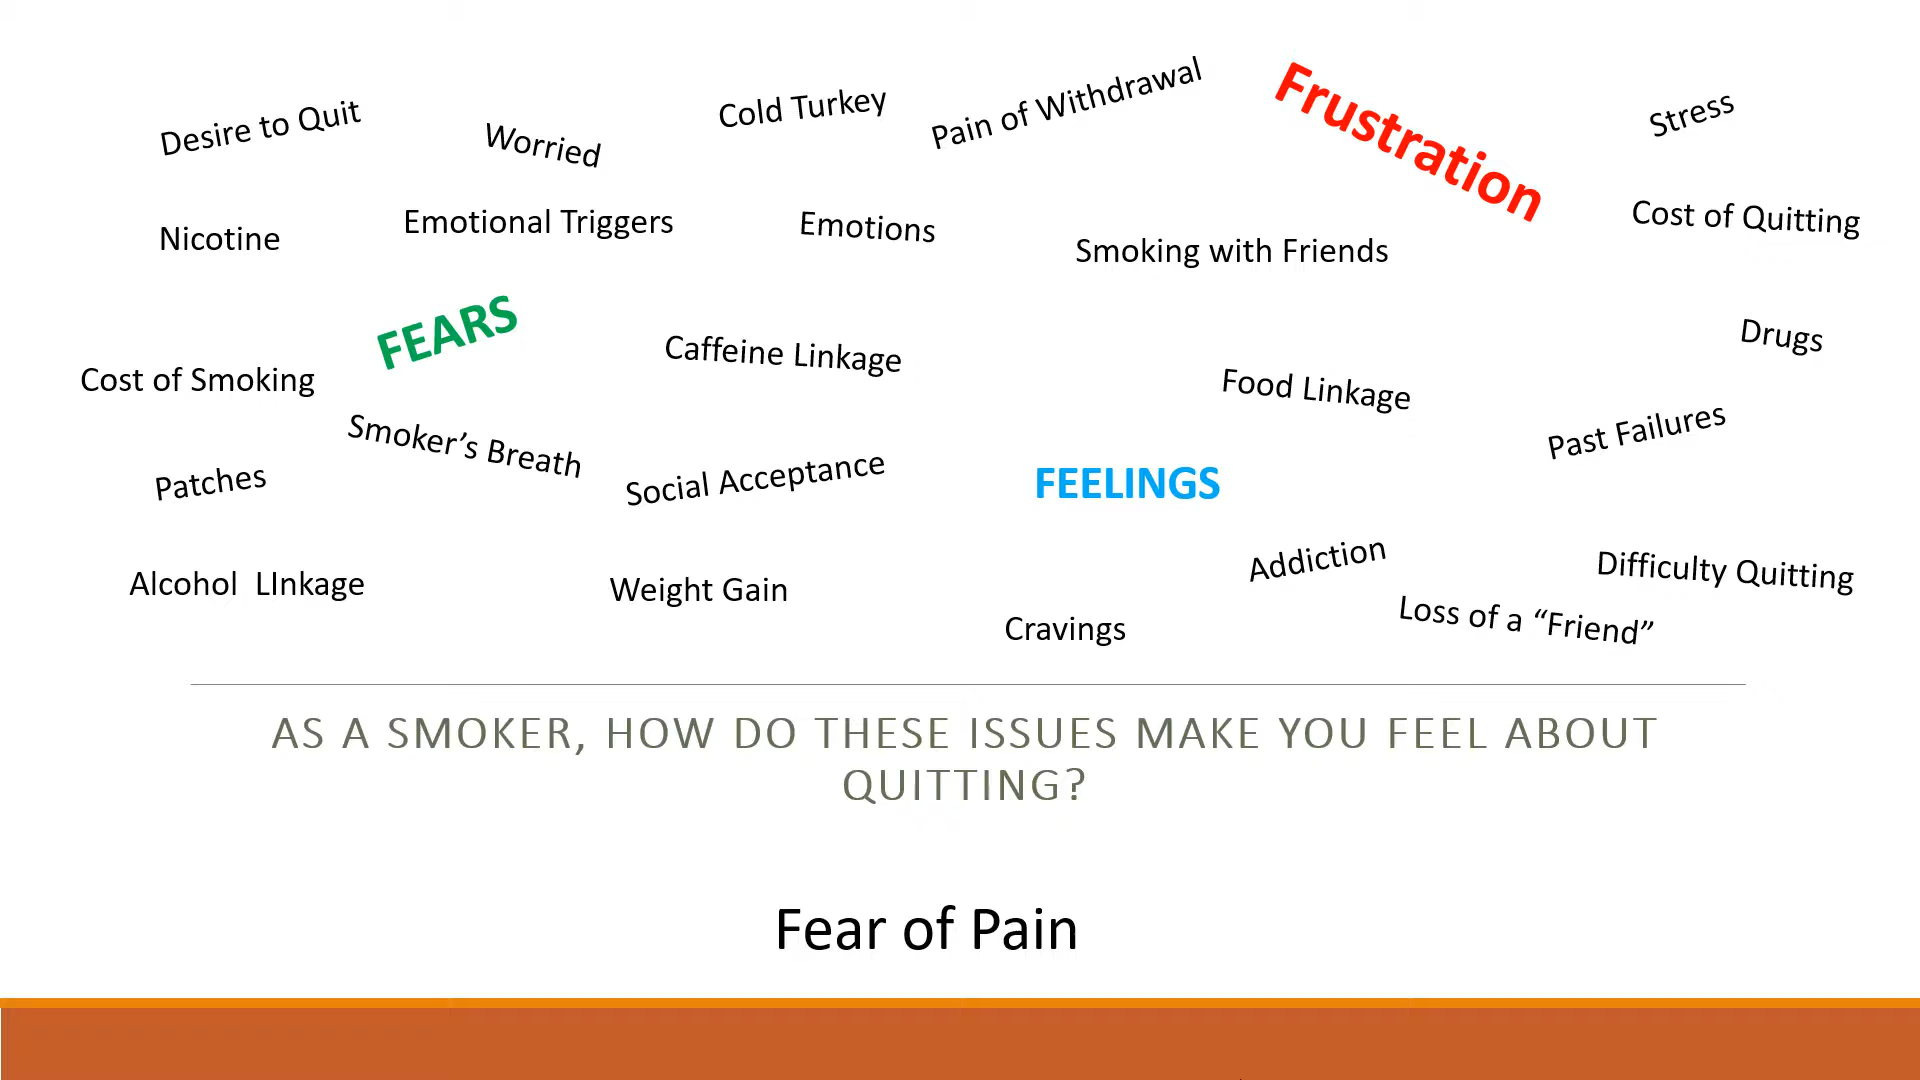 Desire to Quit
Worried
Cold Turkey
Pain of Withdrawal
Frustration
Stress
Nicotine
Emotional Triggers
Emotions
Smoking with Friends
Cost of Quitting
FEARS
Caffeine Linkage
Drugs
Cost of Smoking
Food Linkage
Smoker’s Breath
Past Failures
Patches
Social Acceptance
FEELINGS
Alcohol  LInkage
Weight Gain
Addiction
Difficulty Quitting
Cravings
Loss of a “Friend”
AS A SMOKER, HOW DO THESE ISSUES MAKE YOU FEEL ABOUT
QUITTING?
Fear of Pain